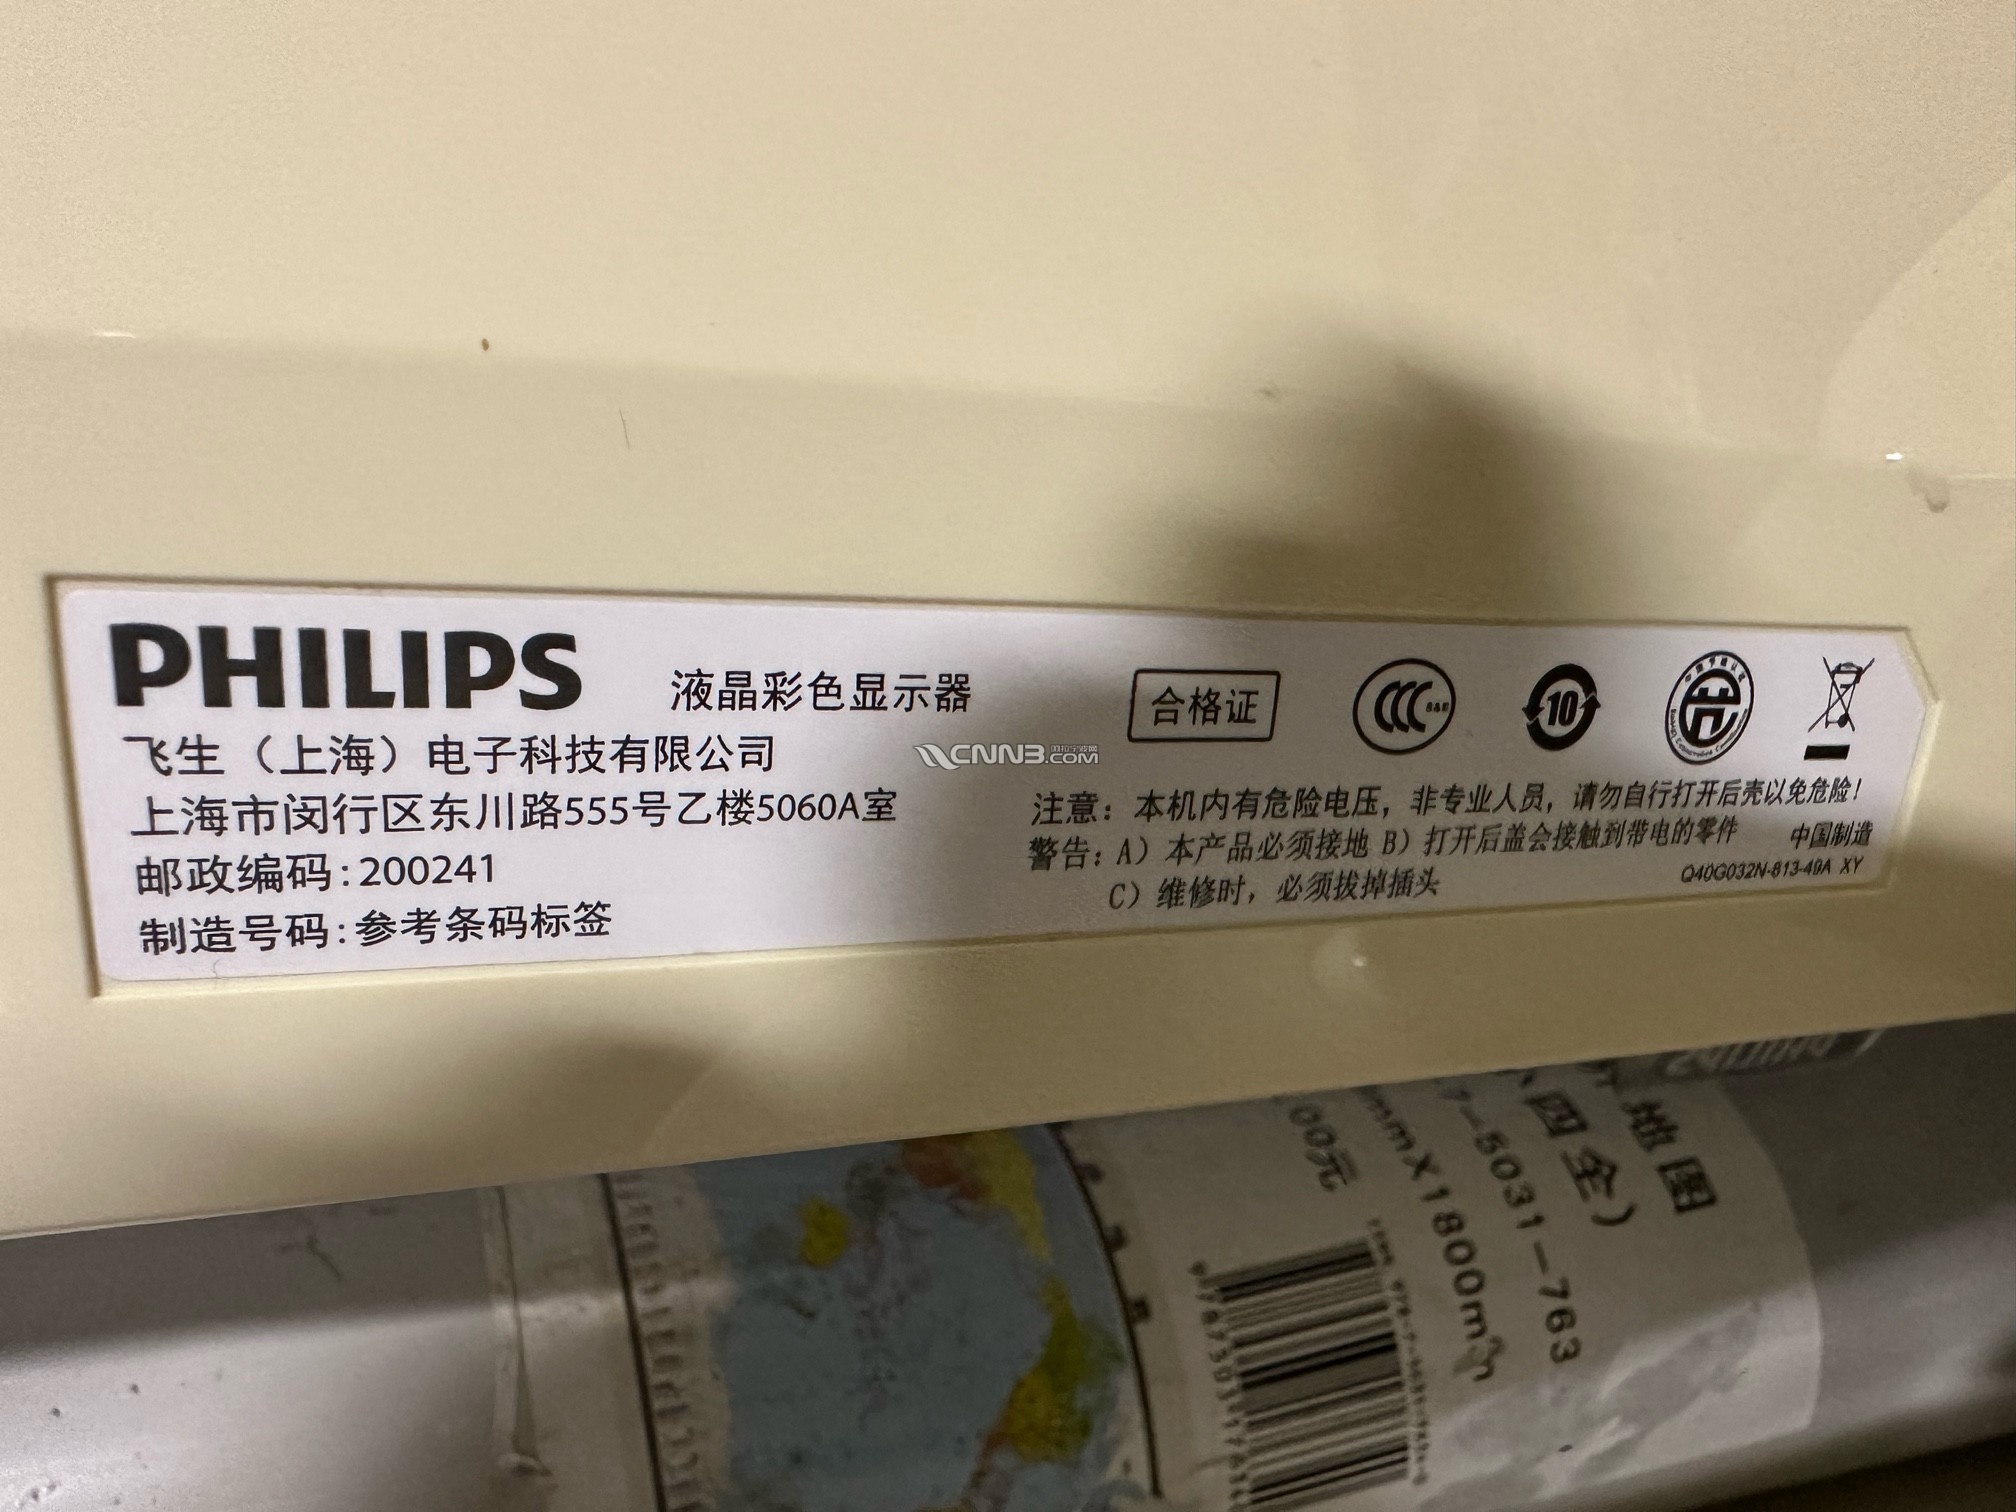 PHILIPS
液晶彩色显示器
飞生（上海）电子科技有限公司
上海市闵行区东川路555号乙楼5060A室
邮政编码:200241
制造号码:参考条码标签
合格证
10
注意：本机内有危险电压，非专业人员，请勿自行打开后壳以免危险！
警告：A）本产品必须接地 B）打开后盖会接触到带电的零件
C）维修时，必须拔掉插头
中国制造
Q40G032N-813-49A XY
CNN3.COM
地图
四全）
7-5031-763
mmX1800mm
00元